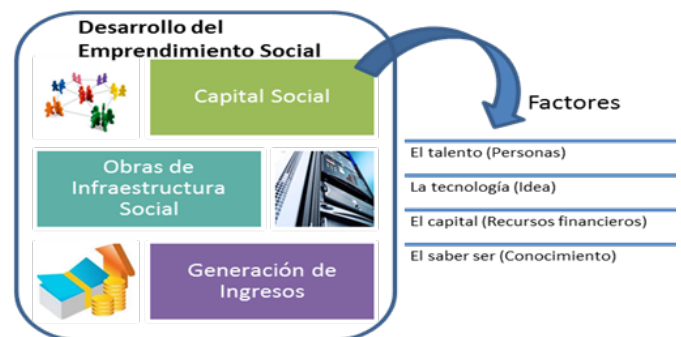 Desarrollo del
Emprendimiento Social
Capital Social
Obras de
Infraestructura
Social
Generación de
Ingresos
Factores
El talento (Personas)
La tecnología (Idea)
El capital (Recursos financieros)
El saber ser (Conocimiento)